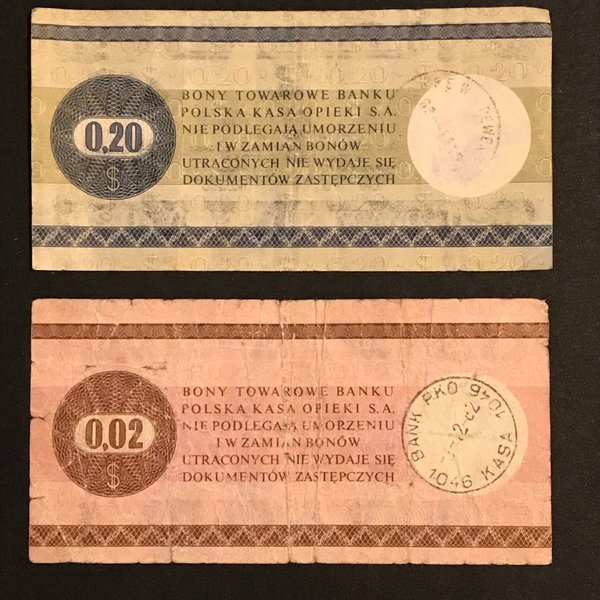 0,20
$
BONY TOWAROWE BANKU
POLSKA KASA OPIEKI S.A.
NIE PODLEGAJĄ UMORZENIU
I W ZAMIAN BONÓW
UTRACONYCH NIE WYDAJE SIĘ
DOKUMENTÓW ZASTĘPCZYCH
0,02
$
BONY TOWAROWE BANKU
POLSKA KASA OPIEKI S.A.
NIE PODLEGAJĄ UMORZENIU
I W ZAMIAN BONÓW
UTRACONYCH NIE WYDAJE SIĘ
DOKUMENTÓW ZASTĘPCZYCH
BANK PKO 1046
1046 KASA